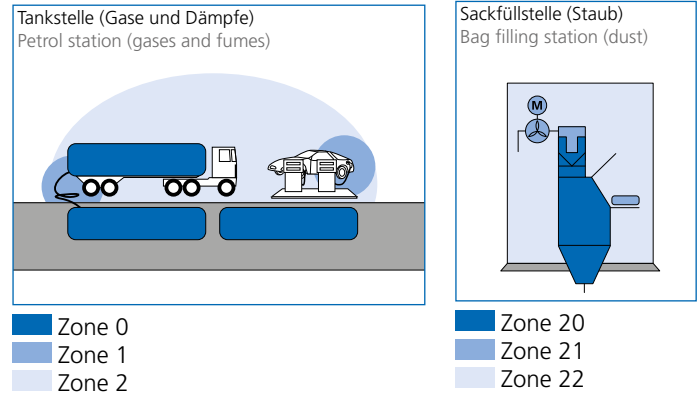 Tankstelle (Gase und Dämpfe)
Petrol station (gases and fumes)
Zone 0
Zone 1
Zone 2
Sackfüllstelle (Staub)
Bag filling station (dust)
M
Zone 20
Zone 21
Zone 22